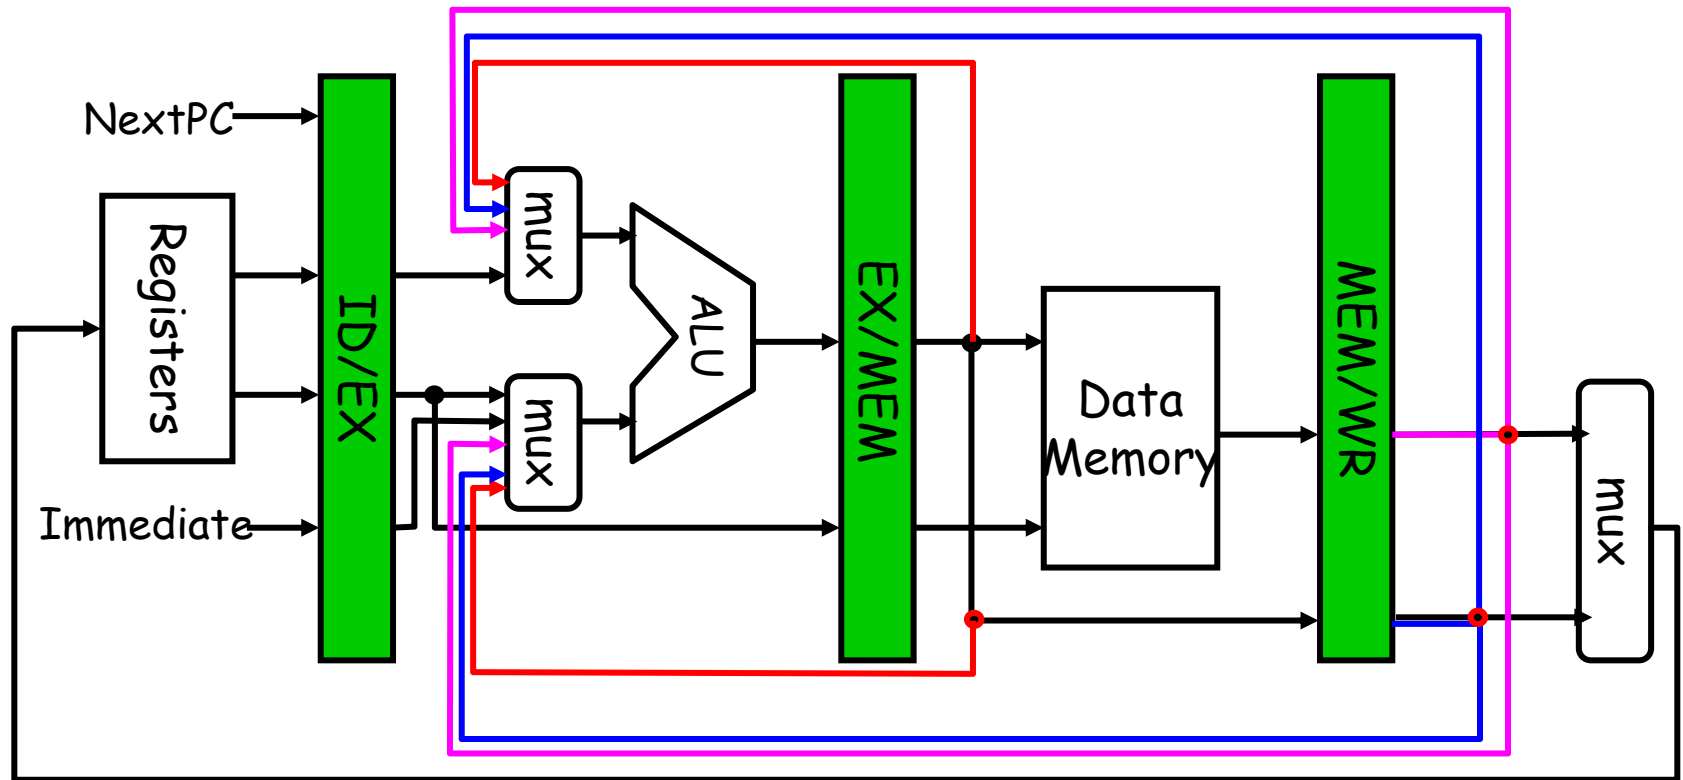 NextPC
Registers
Immediate
ID/EX
mux
mux
ALU
EX/MEM
Data
Memory
MEM/WR
mux